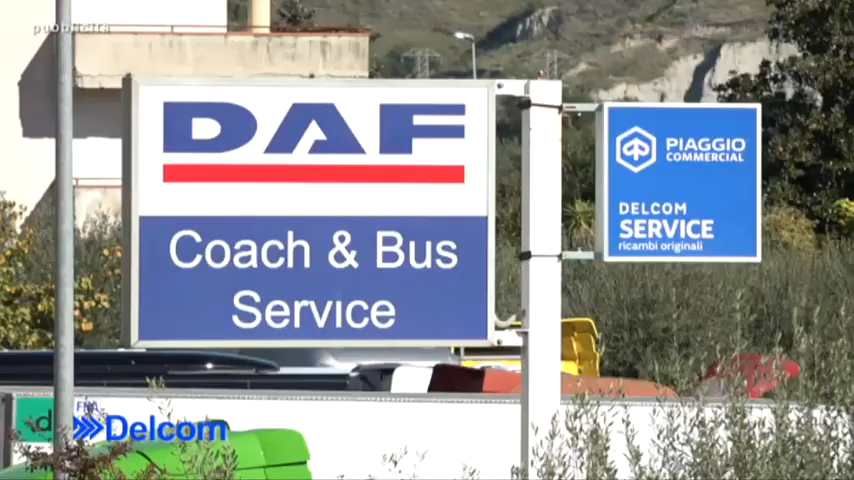 pubblicità
DAF
Coach & Bus
Service
PIAGGIO
COMMERCIAL
DELCOM
SERVICE
ricambi originali
Delcom